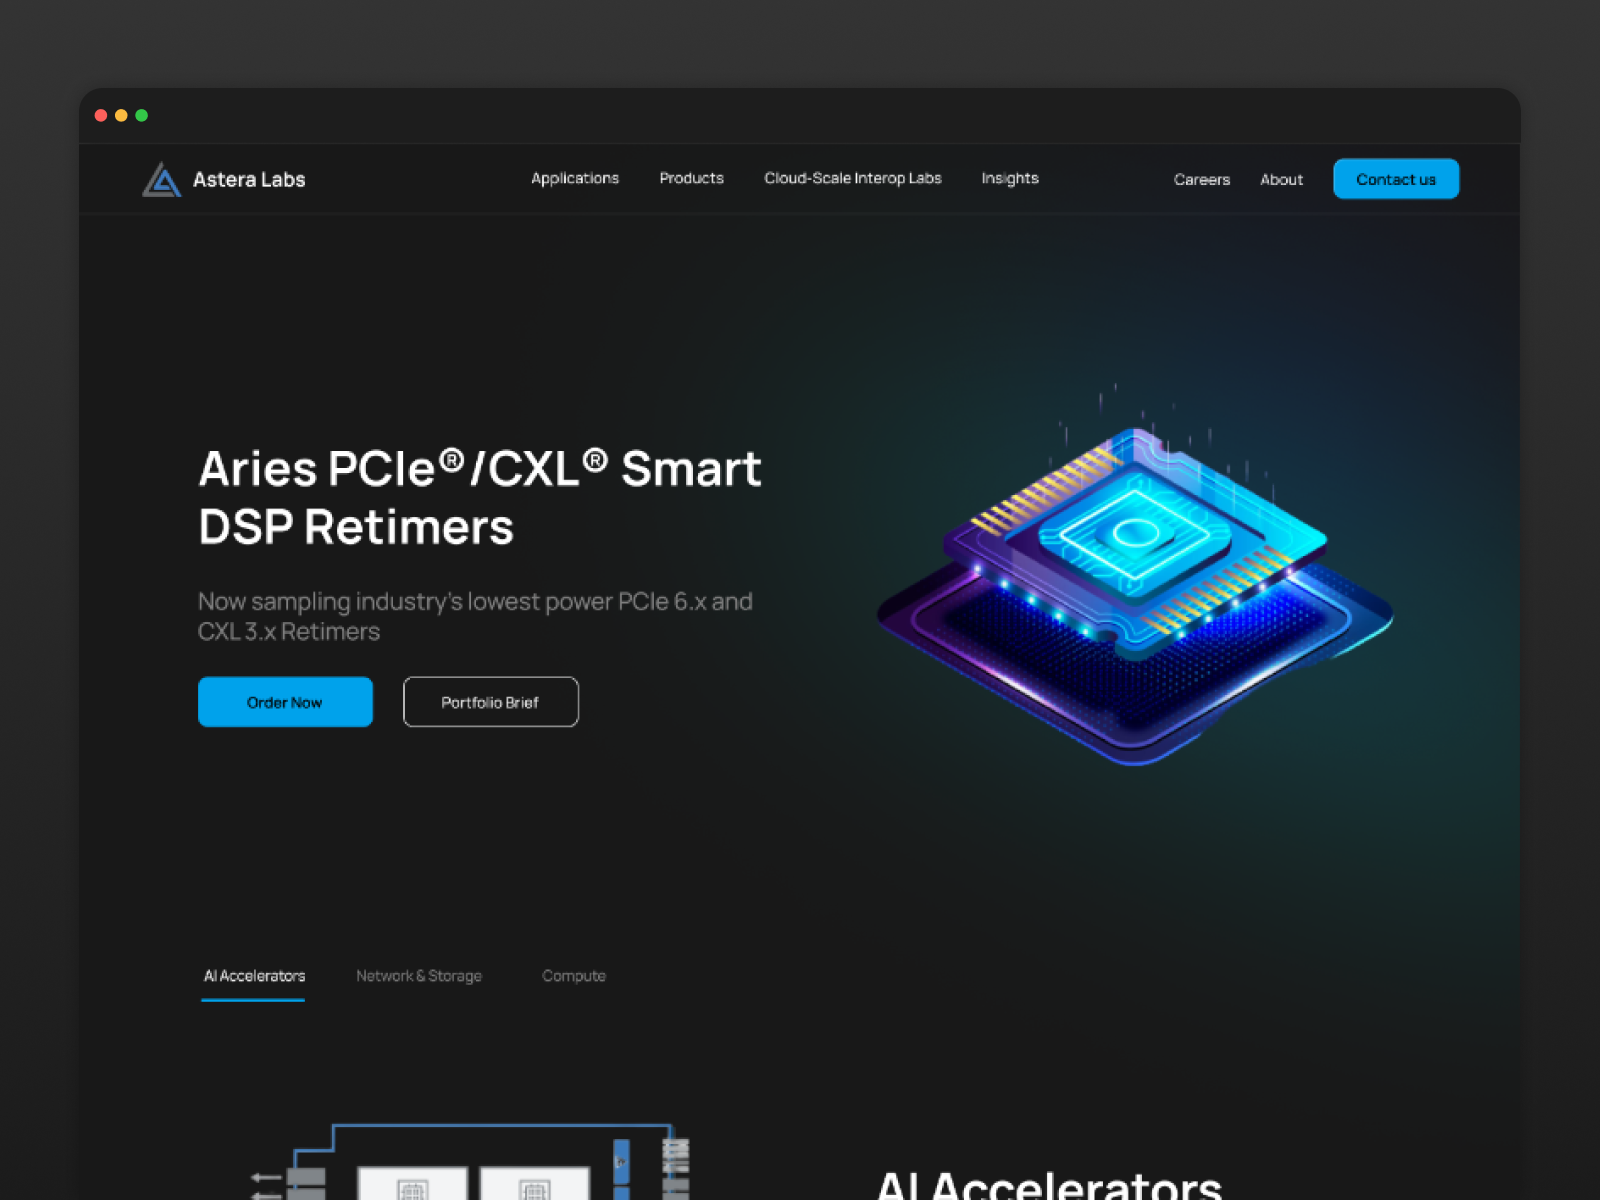 Astera Labs
Applications Products Cloud-Scale Interop Labs Insights Careers About Contact us
Aries PCIe®/CXL® Smart
DSP Retimers
Now sampling industry's lowest power PCIe 6.x and
CXL 3.x Retimers
Order Now Portfolio Brief
AI Accelerators Network & Storage Compute
AI Accelerators